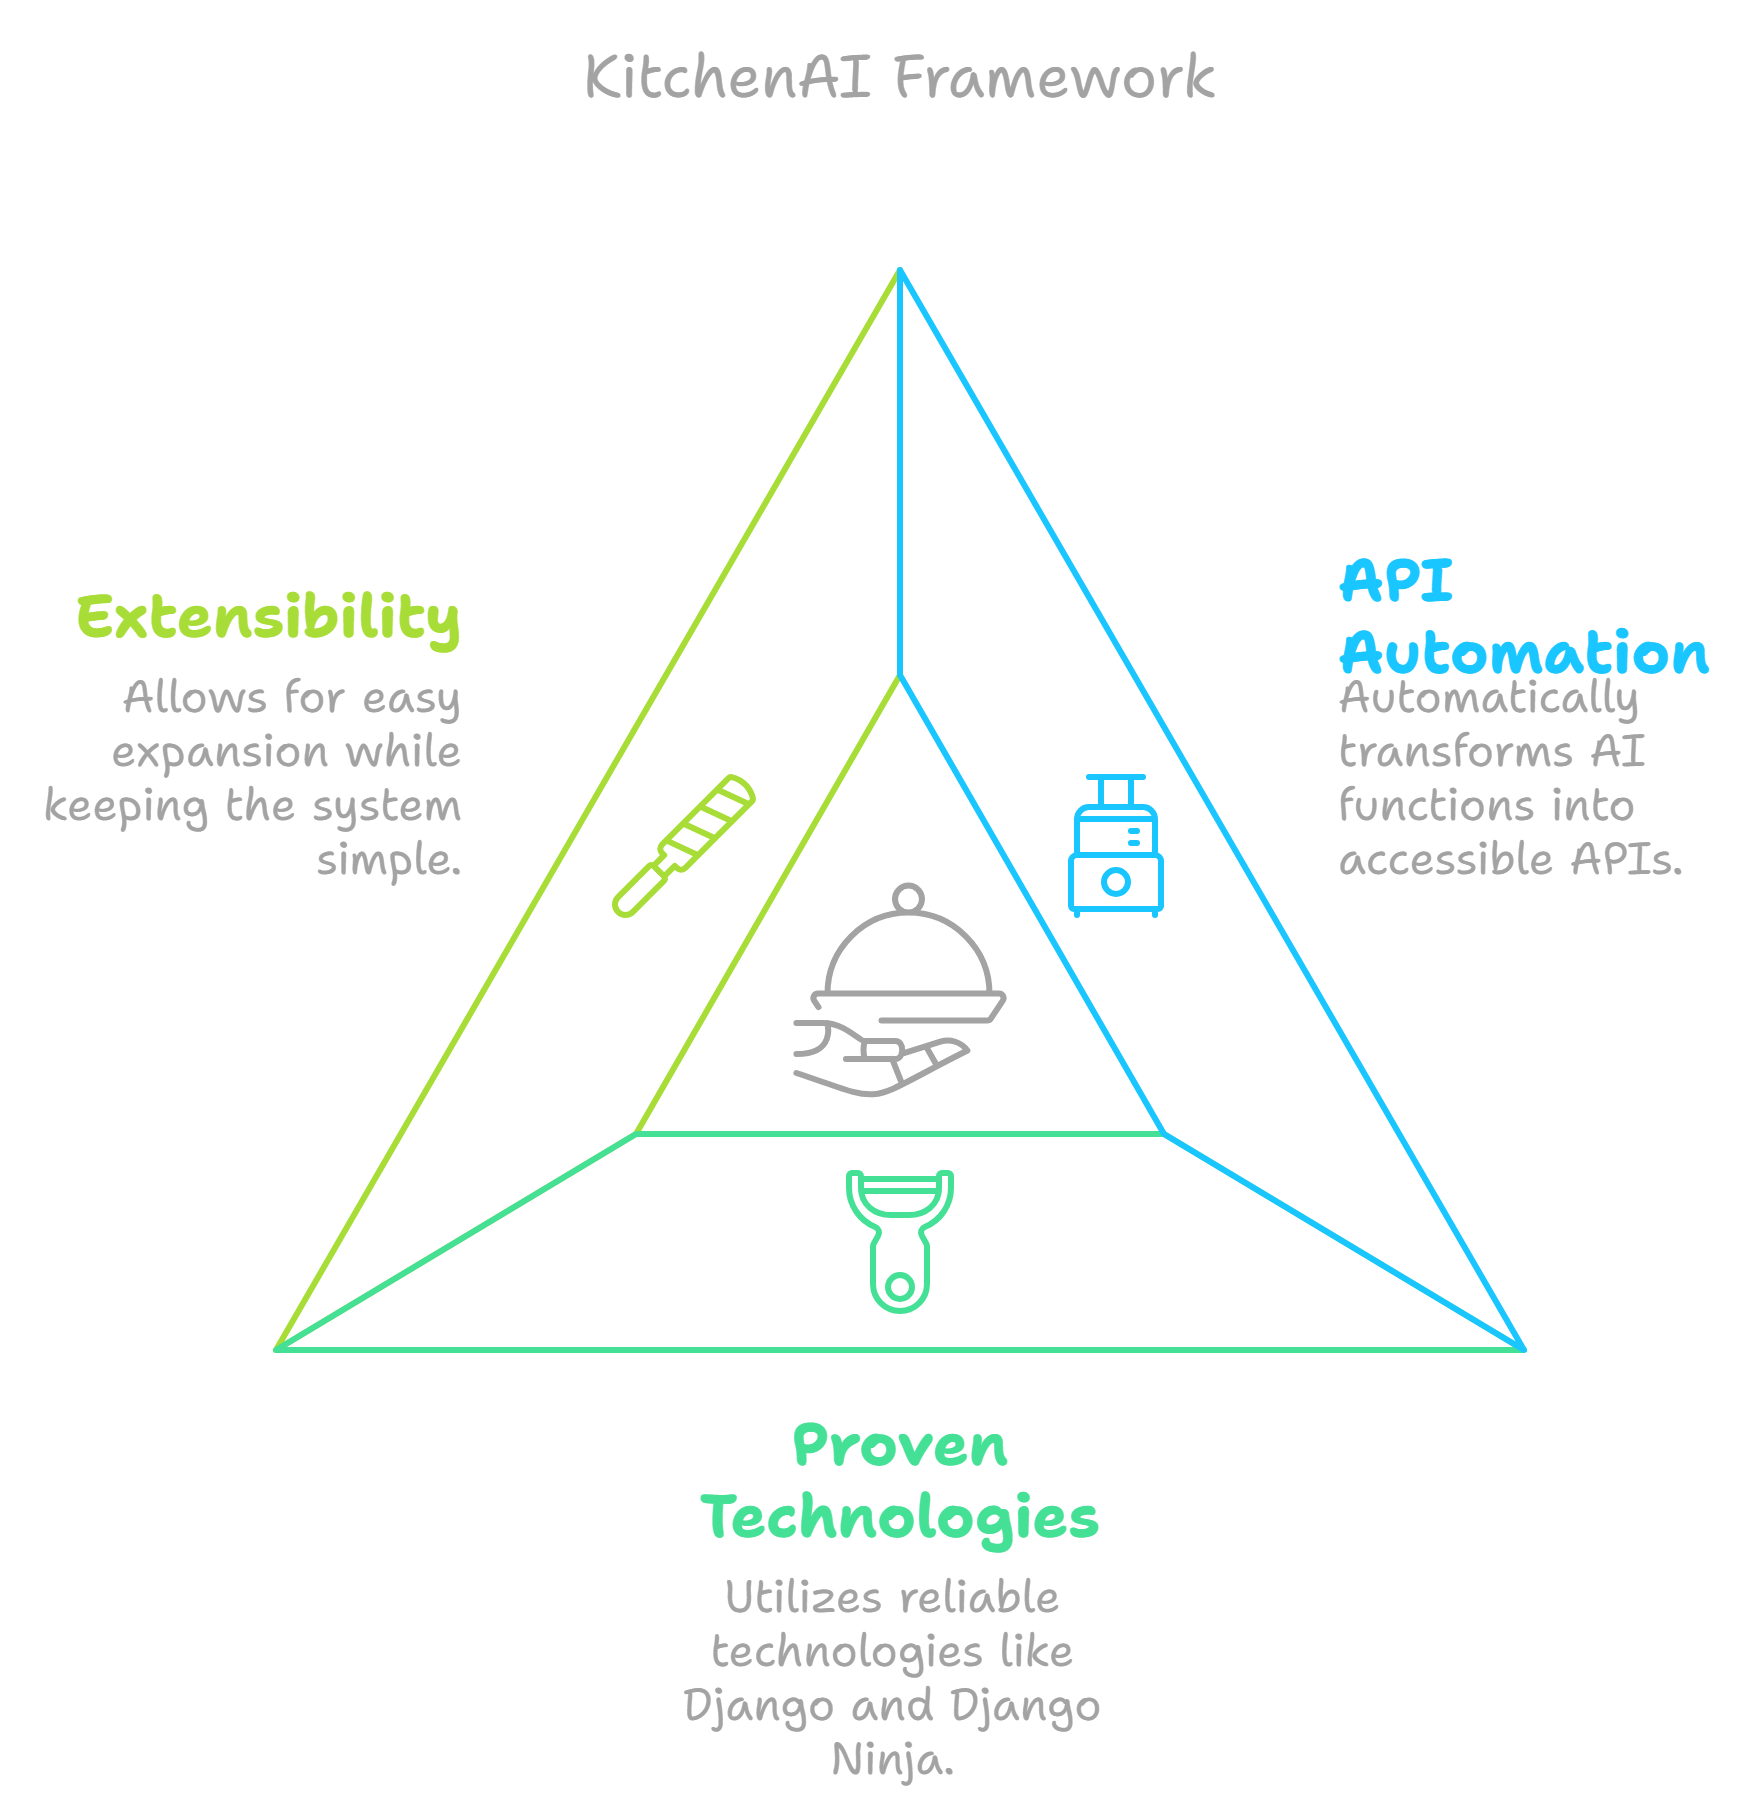 KitchenAI Framework
Extensibility
Allows for easy
expansion while
keeping the system
simple.
API
Automation
Automatically
transforms AI
functions into
accessible APIs.
Proven
Technologies
Utilizes reliable
technologies like
Django and Django
Ninja.